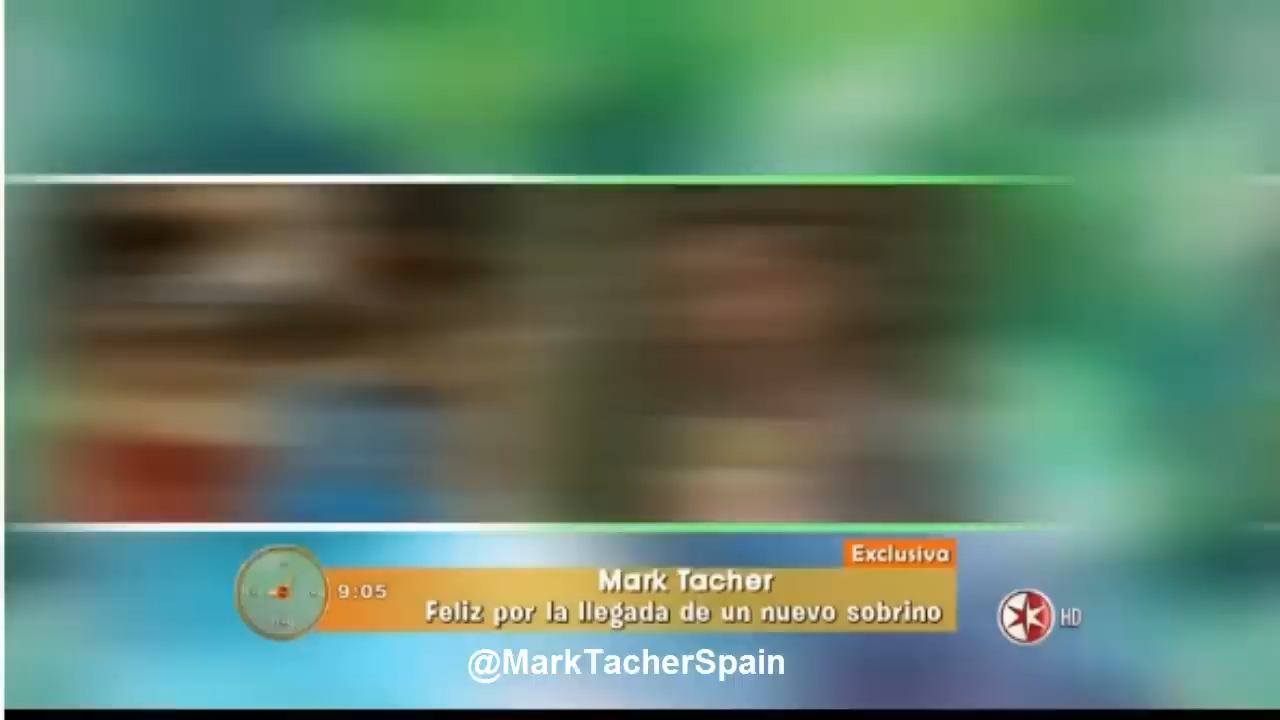 Exclusiva
Mark Tacher
9:05
Feliz por la llegada de un nuevo sobrino
HD
@MarkTacherSpain